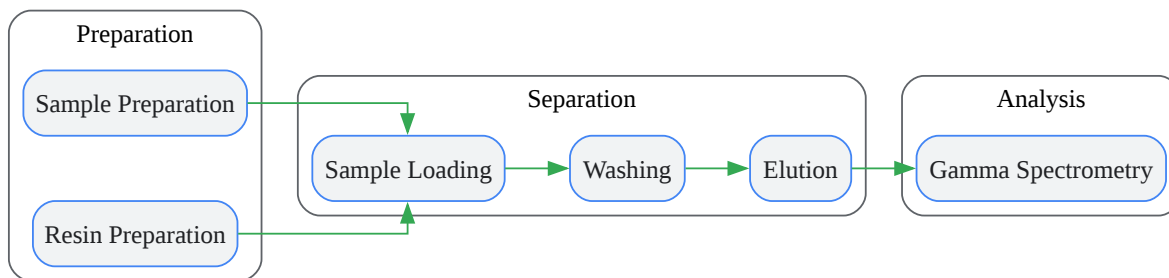 Preparation
Sample Preparation
Resin Preparation
Separation
Sample Loading
Washing
Elution
Analysis
Gamma Spectrometry